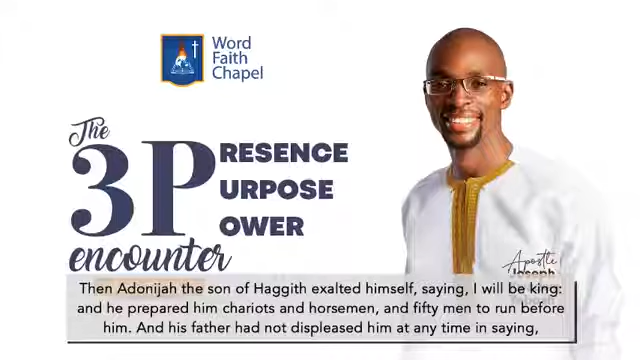 Word
Faith
Chapel
The
3P
RESENCE
URPOSE
OWER
encounter
Apostle
Joseph
Then Adonijah the son of Haggith exalted himself, saying, I will be king:
and he prepared him chariots and horsemen, and fifty men to run before
him. And his father had not displeased him at any time in saying,